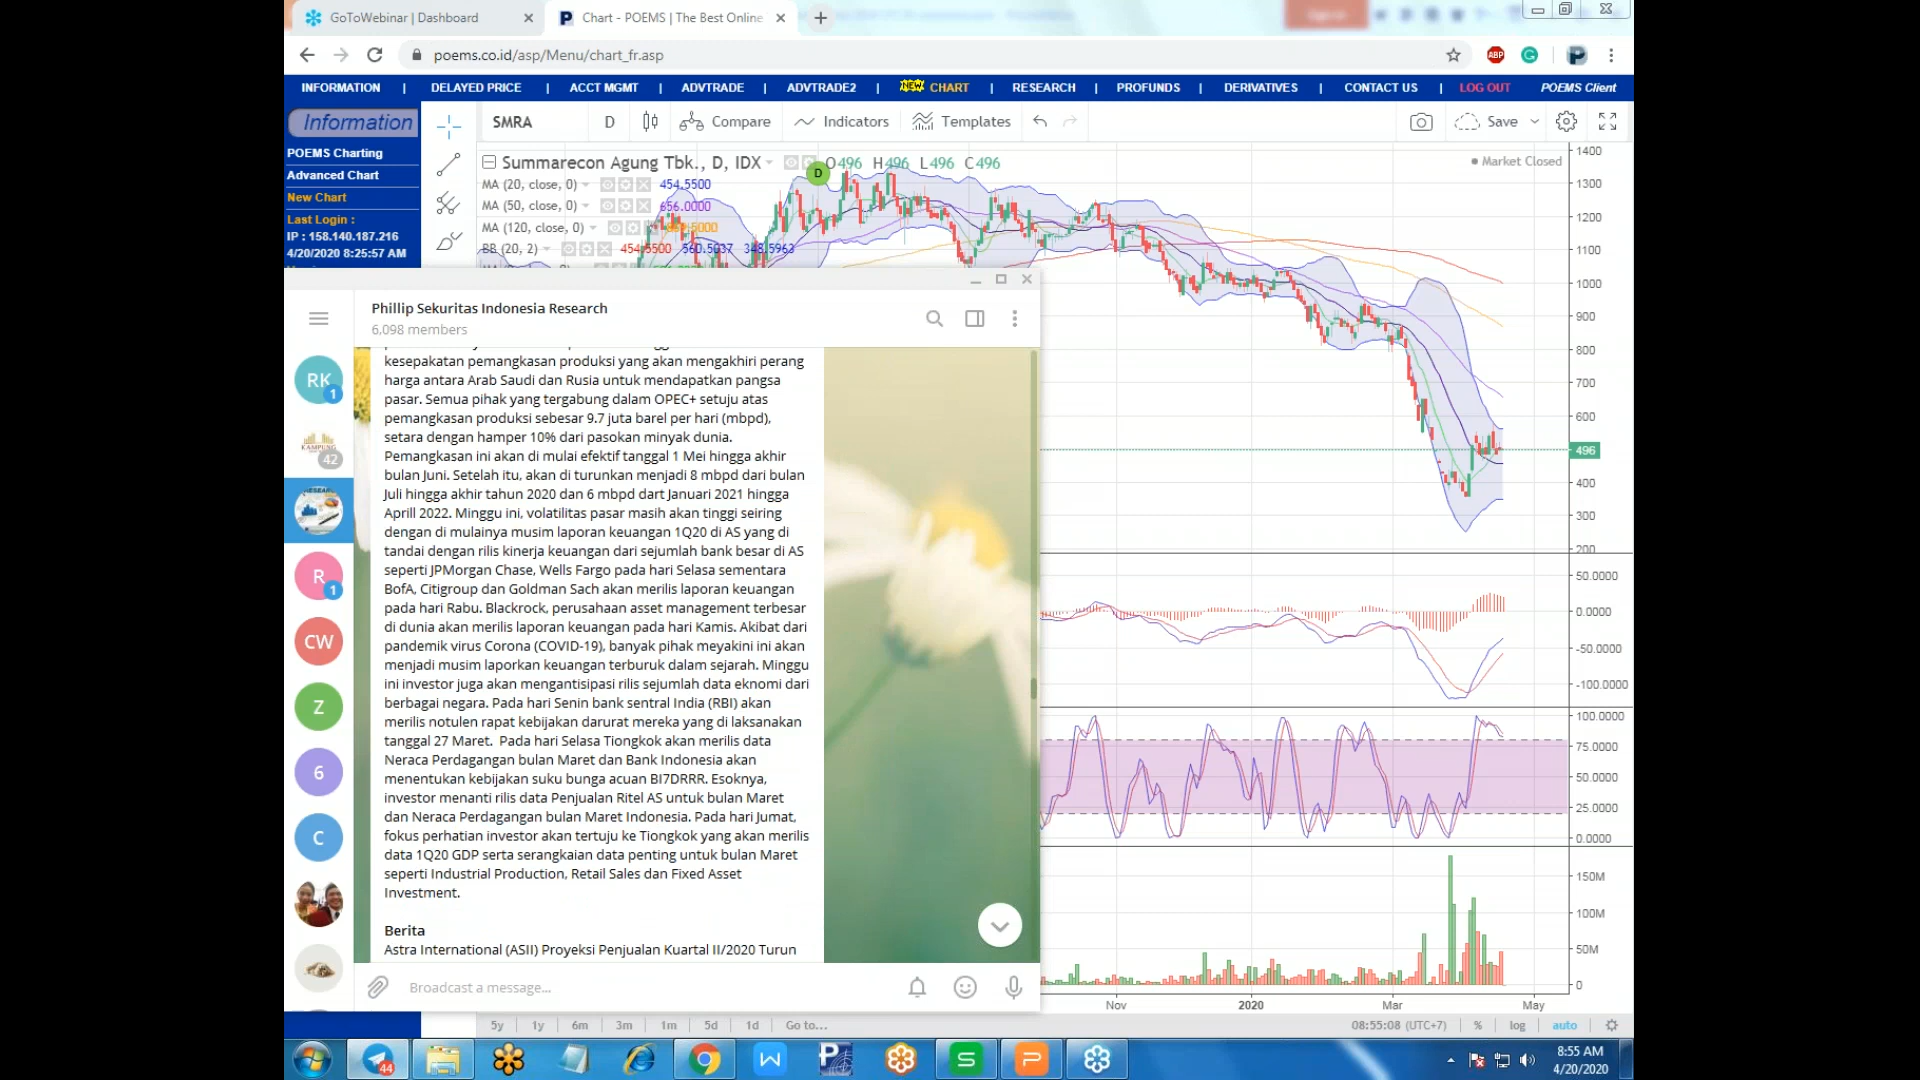 GoToWebinar | Dashboard
Chart - POEMS | The Best Online
poems.co.id/asp/Menu/chart_fr.asp
ABP
INFORMATION | DELAYED PRICE | ACCT MGMT | ADVTRADE | ADVTRADE2 | NEW CHART | RESEARCH | PROFUNDS | DERIVATIVES | CONTACT US | LOG OUT POEMS Client
Information
POEMS Charting
Advanced Chart
New Chart
Last Login :
IP : 158.140.187.216
4/20/2020 8:25:57 AM
SMRA D Compare Indicators Templates Save
Summarecon Agung Tbk., D, IDX O496 H496 L496 C496
Market Closed
D
MA (20, close, 0) 454.5500
MA (50, close, 0) 656.0000
MA (120, close, 0)
BB (20, 2) 454.5500 560.5037 348.5963
1400
1300
1200
1100
1000
900
800
700
600
496
400
300
200
50.0000
0.0000
-50.0000
-100.0000
100.0000
75.0000
50.0000
25.0000
0.0000
150M
100M
50M
0
Nov 2020 Mar May
5y 1y 6m 3m 1m 5d 1d Go to... 08:55:08 (UTC+7) % log auto
Phillip Sekuritas Indonesia Research
6,098 members
RK
1
KAMPUNG
42
R
1
CW
Z
6
C
kesepakatan pemangkasan produksi yang akan mengakhiri perang
harga antara Arab Saudi dan Rusia untuk mendapatkan pangsa
pasar. Semua pihak yang tergabung dalam OPEC+ setuju atas
pemangkasan produksi sebesar 9.7 juta barel per hari (mbpd),
setara dengan hamper 10% dari pasokan minyak dunia.
Pemangkasan ini akan di mulai efektif tanggal 1 Mei hingga akhir
bulan Juni. Setelah itu, akan di turunkan menjadi 8 mbpd dari bulan
Juli hingga akhir tahun 2020 dan 6 mbpd dart Januari 2021 hingga
Aprill 2022. Minggu ini, volatilitas pasar masih akan tinggi seiring
dengan di mulainya musim laporan keuangan 1Q20 di AS yang di
tandai dengan rilis kinerja keuangan dari sejumlah bank besar di AS
seperti JPMorgan Chase, Wells Fargo pada hari Selasa sementara
BofA, Citigroup dan Goldman Sach akan merilis laporan keuangan
pada hari Rabu. Blackrock, perusahaan asset management terbesar
di dunia akan merilis laporan keuangan pada hari Kamis. Akibat dari
pandemik virus Corona (COVID-19), banyak pihak meyakini ini akan
menjadi musim laporkan keuangan terburuk dalam sejarah. Minggu
ini investor juga akan mengantisipasi rilis sejumlah data eknomi dari
berbagai negara. Pada hari Senin bank sentral India (RBI) akan
merilis notulen rapat kebijakan darurat mereka yang di laksanakan
tanggal 27 Maret. Pada hari Selasa Tiongkok akan merilis data
Neraca Perdagangan bulan Maret dan Bank Indonesia akan
menentukan kebijakan suku bunga acuan BI7DRRR. Esoknya,
investor menanti rilis data Penjualan Ritel AS untuk bulan Maret
dan Neraca Perdagangan bulan Maret Indonesia. Pada hari Jumat,
fokus perhatian investor akan tertuju ke Tiongkok yang akan merilis
data 1Q20 GDP serta serangkaian data penting untuk bulan Maret
seperti Industrial Production, Retail Sales dan Fixed Asset
Investment.
Berita
Astra International (ASII) Proyeksi Penjualan Kuartal II/2020 Turun
Broadcast a message...
44
8:55 AM
4/20/2020